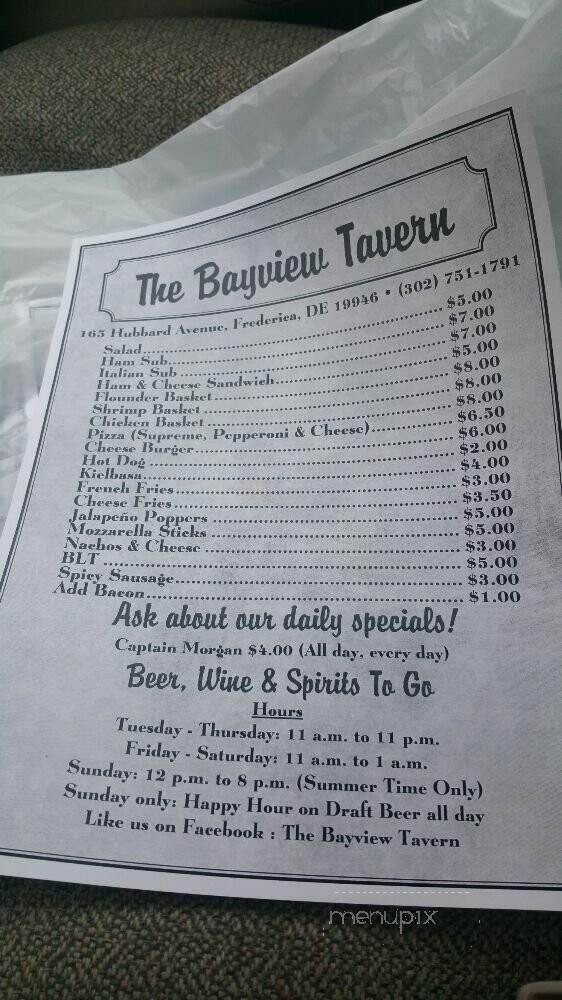 The Bayview Tavern
165 Hubbard Avenue, Frederica, DE 19946 • (302) 751-1791
Salad.......... $5.00
Ham Sub.......... $7.00
Italian Sub.......... $7.00
Ham & Cheese Sandwich.......... $5.00
Flounder Basket.......... $8.00
Shrimp Basket.......... $8.00
Chicken Basket.......... $8.00
Pizza (Supreme, Pepperoni & Cheese).......... $6.50
Cheese Burger.......... $6.00
Hot Dog.......... $2.00
Kielbasa.......... $4.00
French Fries.......... $3.00
Cheese Fries.......... $3.50
Jalapeño Poppers.......... $5.00
Mozzarella Sticks.......... $5.00
Nachos & Cheese.......... $3.00
BLT.......... $5.00
Spicy Sausage.......... $3.00
Add Bacon.......... $1.00
Ask about our daily specials!
Captain Morgan $4.00 (All day, every day)
Beer, Wine & Spirits To Go
Hours
Tuesday - Thursday: 11 a.m. to 11 p.m.
Friday - Saturday: 11 a.m. to 1 a.m.
Sunday: 12 p.m. to 8 p.m. (Summer Time Only)
Sunday only: Happy Hour on Draft Beer all day
Like us on Facebook : The Bayview Tavern
menupix